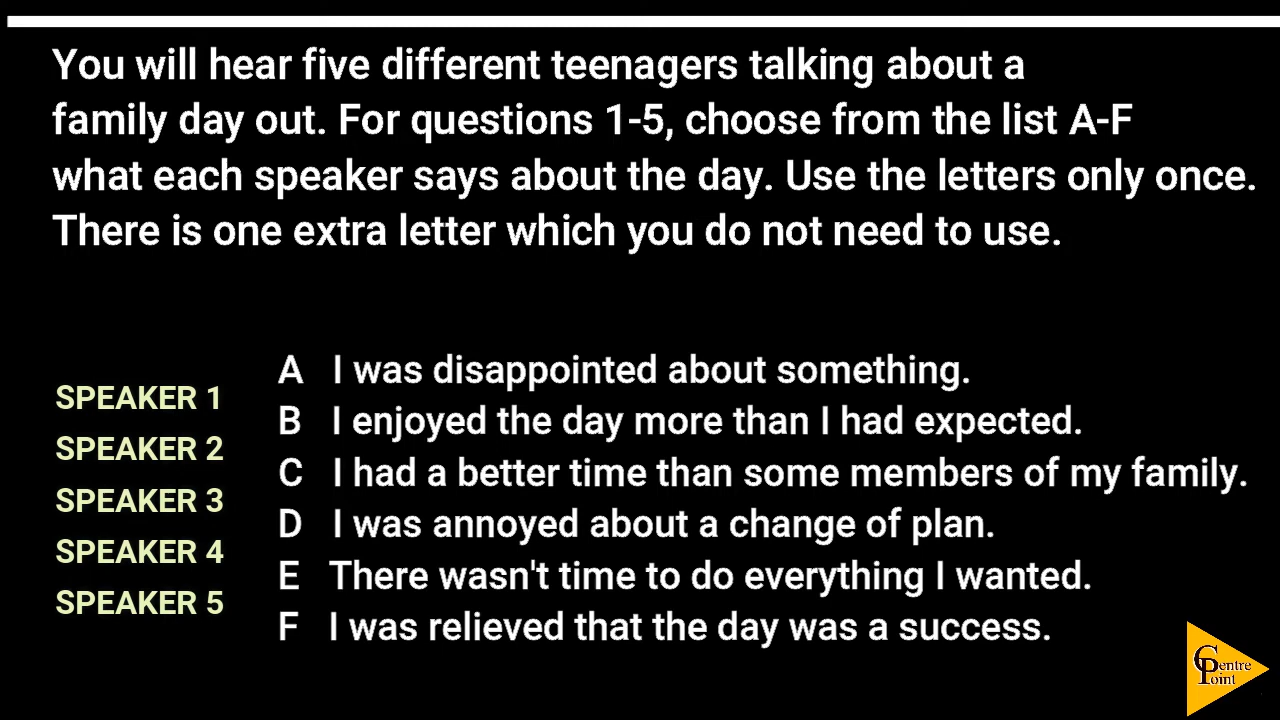 You will hear five different teenagers talking about a
family day out. For questions 1-5, choose from the list A-F
what each speaker says about the day. Use the letters only once.
There is one extra letter which you do not need to use.
SPEAKER 1
SPEAKER 2
SPEAKER 3
SPEAKER 4
SPEAKER 5
A I was disappointed about something.
B I enjoyed the day more than I had expected.
C I had a better time than some members of my family.
D I was annoyed about a change of plan.
E There wasn't time to do everything I wanted.
F I was relieved that the day was a success.
Centre
Point